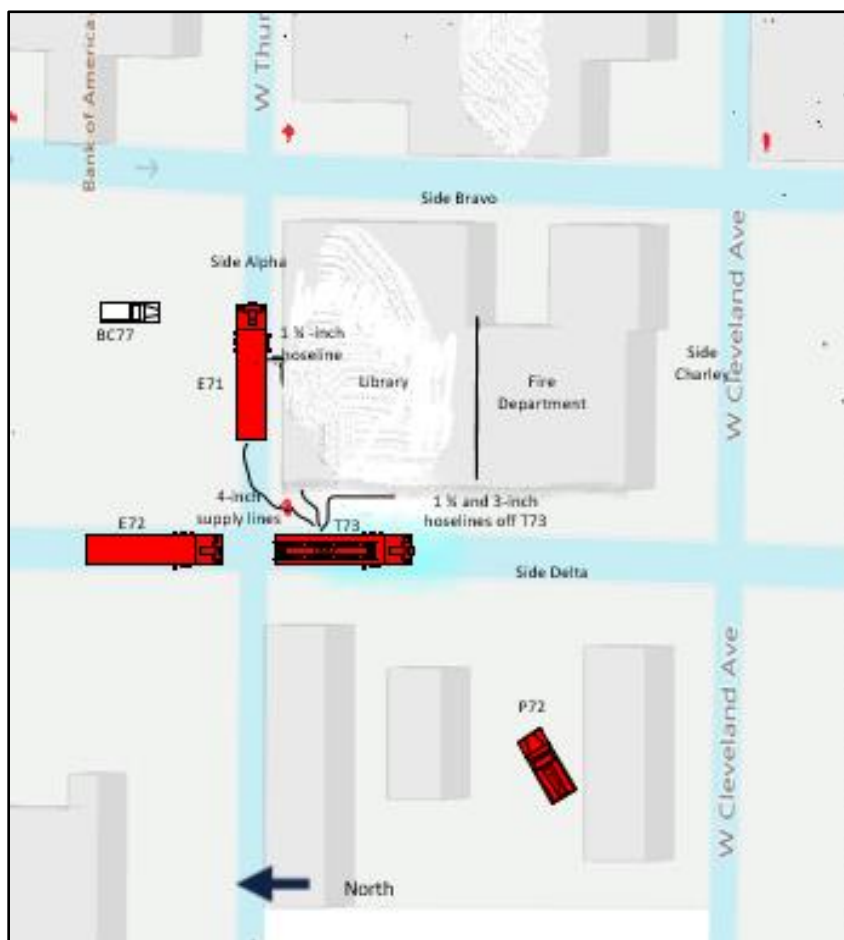 Bank of America
W Thur
Side Bravo
Side Alpha
W Cleveland Ave
BC77
1 ¾ -inch
hoseline
E71
Library
Fire
Department
Side
Charley
4-inch
supply lines
E72
T73
1 ¾ and 3-inch
hoselines off T73
Side Delta
P72
W Cleveland Ave
North